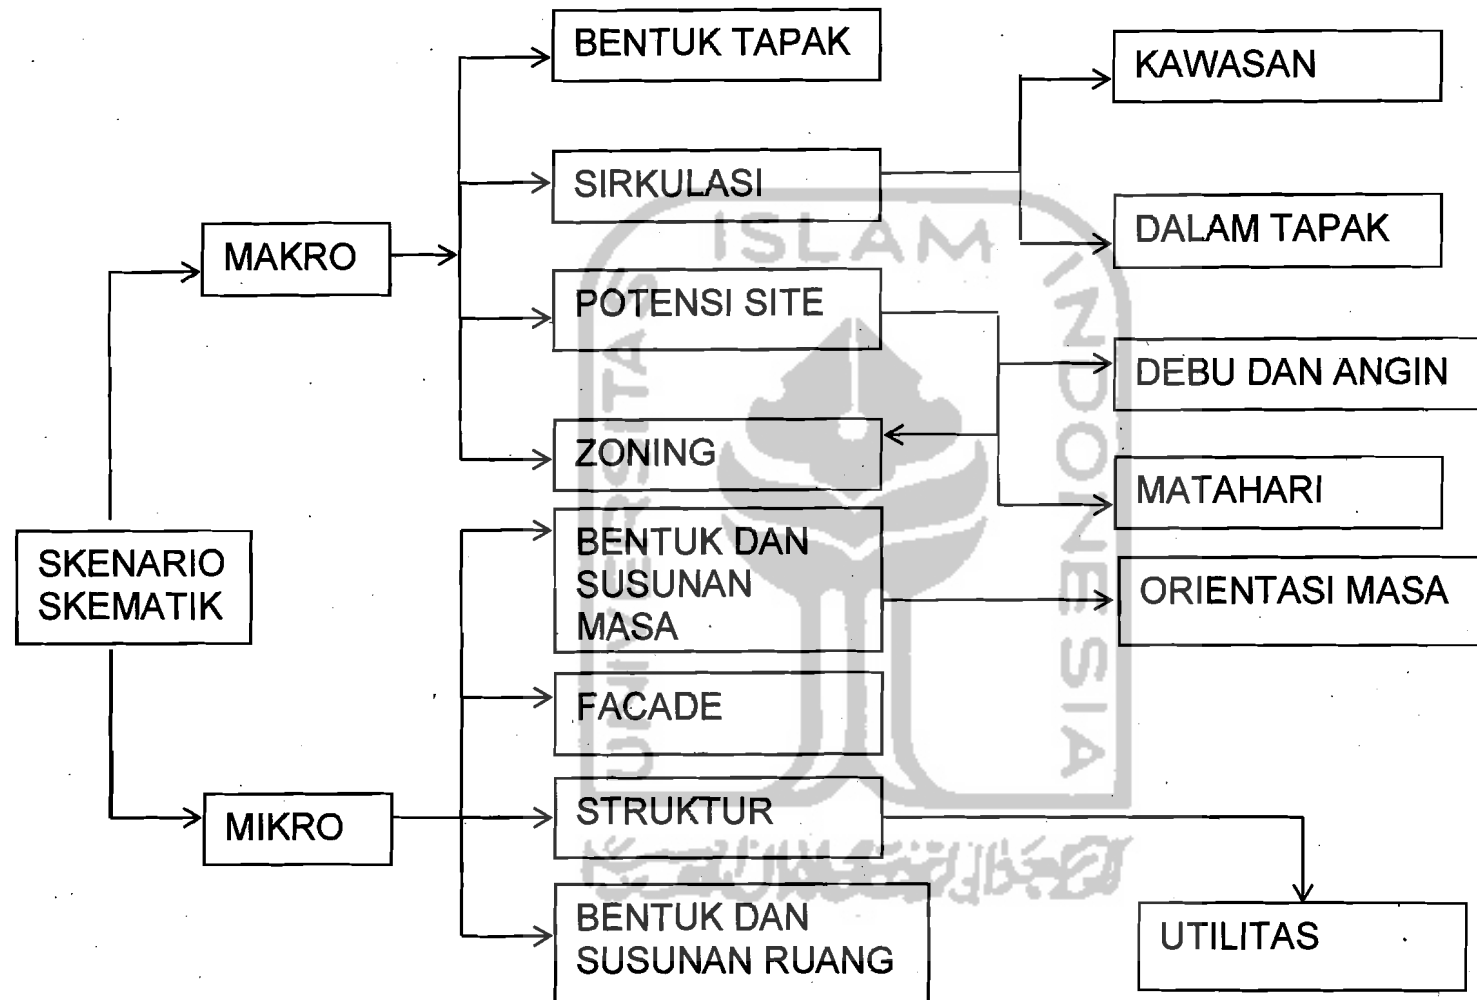 BENTUK TAPAK
KAWASAN
SIRKULASI
DALAM TAPAK
MAKRO
POTENSI SITE
DEBU DAN ANGIN
ZONING
MATAHARI
SKENARIO
SKEMATIK
BENTUK DAN
SUSUNAN
MASA
ORIENTASI MASA
FACADE
MIKRO
STRUKTUR
UTILITAS
BENTUK DAN
SUSUNAN RUANG
UNIVERSITAS
ISLAM
INDONESIA